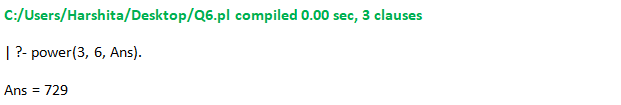 C:/Users/Harshita/Desktop/Q6.pl compiled 0.00 sec, 3 clauses
| ?- power(3, 6, Ans).
Ans = 729